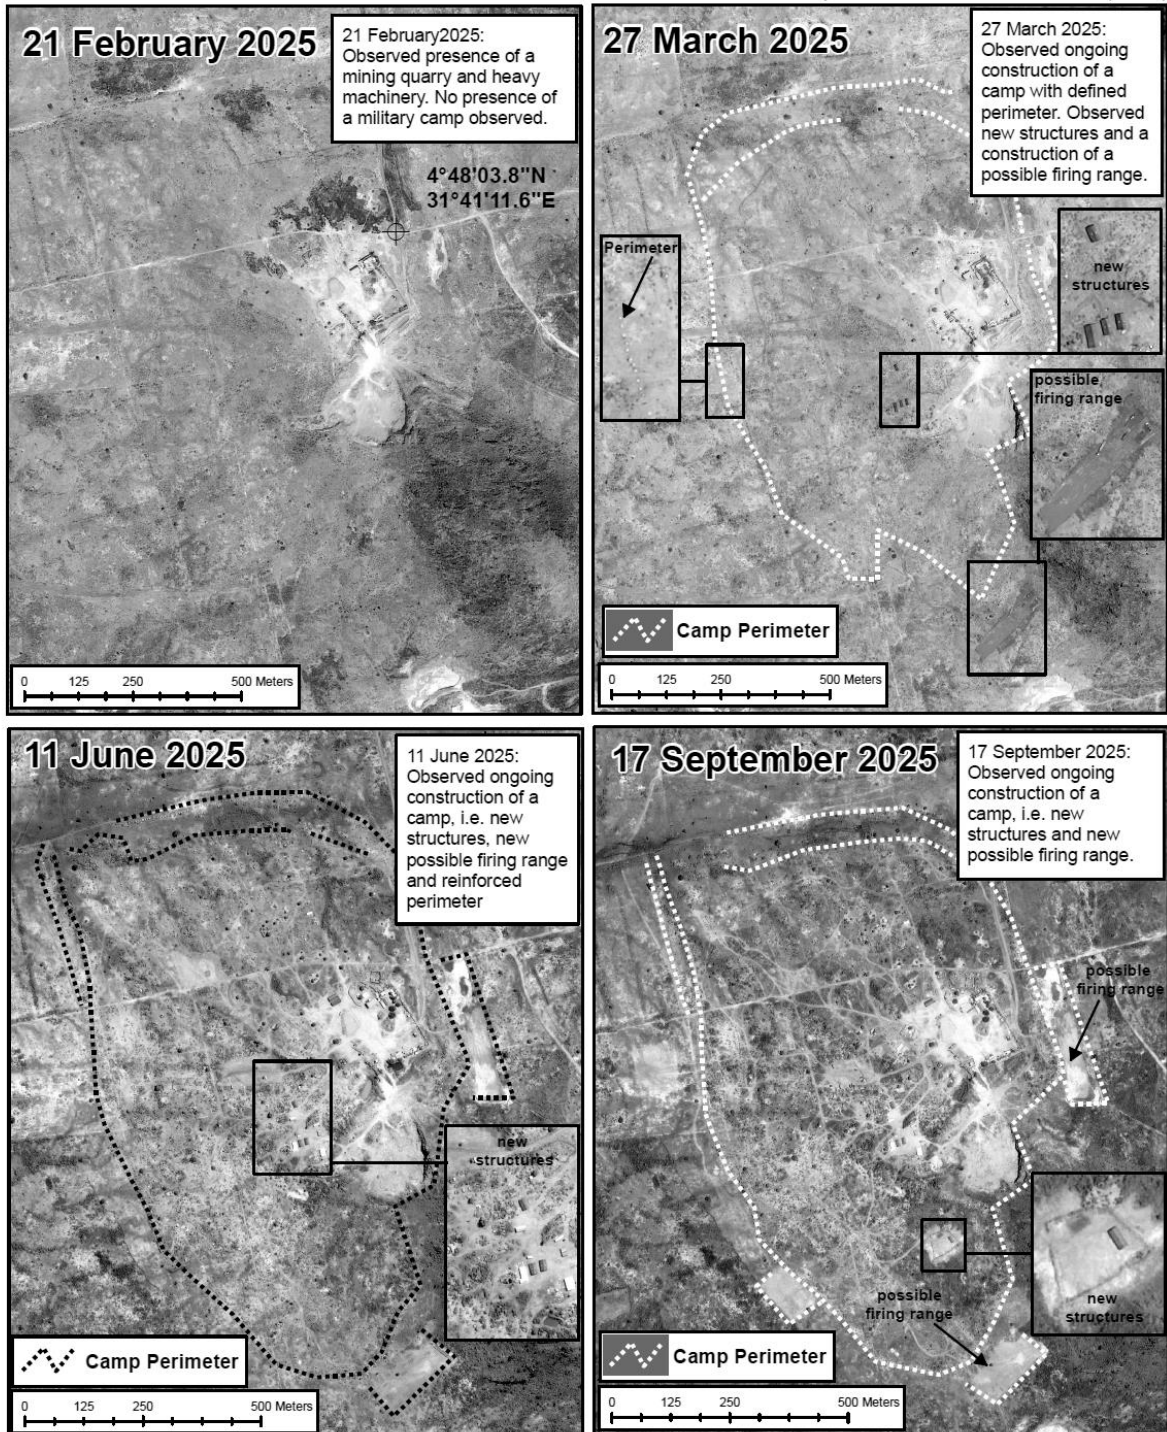 21 February 2025
21 February2025:
Observed presence of a
mining quarry and heavy
machinery. No presence of
a military camp observed.
4°48'03.8"N
31°41'11.6"E
0 125 250 500 Meters
27 March 2025
27 March 2025:
Observed ongoing
construction of a
camp with defined
perimeter. Observed
new structures and a
construction of a
possible firing range.
Perimeter
new
structures
possible
firing range
Camp Perimeter
0 125 250 500 Meters
11 June 2025
11 June 2025:
Observed ongoing
construction of a
camp, i.e. new
structures, new
possible firing range
and reinforced
perimeter
new
structures
Camp Perimeter
0 125 250 500 Meters
17 September 2025
17 September 2025:
Observed ongoing
construction of a
camp, i.e. new
structures and new
possible firing range.
possible
firing range
possible
firing range
new
structures
Camp Perimeter
0 125 250 500 Meters